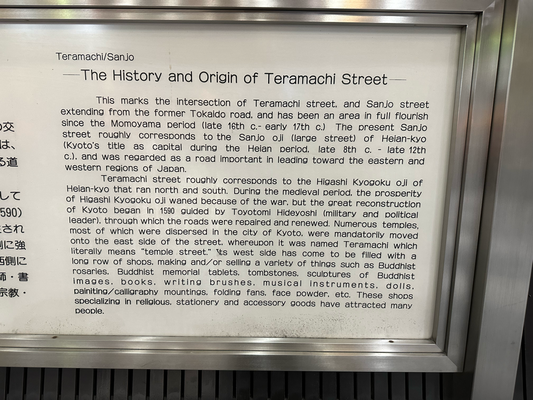 Teramachi/Sanjo
—The History and Origin of Teramachi Street—
This marks the intersection of Teramachi street, and Sanjo street
extending from the former Tokaido road, and has been an area in full flourish
since the Momoyama period (late 16th c.- early 17th c.) The present Sanjo
street roughly corresponds to the Sanjo oji (large street) of Heian-kyo
(Kyoto's title as capital during the Heian period, late 8th c. - late 12th
c.), and was regarded as a road important in leading toward the eastern and
western regions of Japan.
Teramachi street roughly corresponds to the Higashi Kyogoku oji of
Heian-kyo that ran north and south. During the medieval period, the prosperity
of Higashi Kyogoku oji waned because of the war, but the great reconstruction
of Kyoto began in 1590 guided by Toyotomi Hideyoshi (military and political
leader), through which the roads were repaired and renewed. Numerous temples,
most of which were dispersed in the city of Kyoto, were mandatorily moved
onto the east side of the street, whereupon it was named Teramachi which
literally means "temple street." Its west side has come to be filled with a
long row of shops, making and/or selling a variety of things such as Buddhist
rosaries, Buddhist memorial tablets, tombstones, sculptures of Buddhist
images, books, writing brushes, musical instruments, dolls,
painting/calligraphy mountings, folding fans, face powder, etc. These shops
specializing in religious, stationery and accessory goods have attracted many
people.
の交
は、
る道
して
590)
され
側に強
西側に
師・書
宗教・